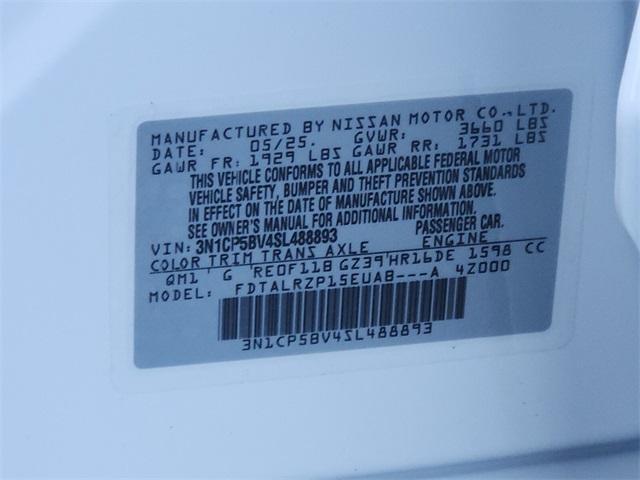 MANUFACTURED BY NISSAN MOTOR CO.,LTD.
DATE: 05/25. GVWR: 3660 LBS
GAWR FR: 1929 LBS GAWR RR: 1731 LBS
THIS VEHICLE CONFORMS TO ALL APPLICABLE FEDERAL MOTOR
VEHICLE SAFETY, BUMPER AND THEFT PREVENTION STANDARDS
IN EFFECT ON THE DATE OF MANUFACTURE SHOWN ABOVE.
SEE OWNER'S MANUAL FOR ADDITIONAL INFORMATION.
VIN: 3N1CP5BV4SL488893 PASSENGER CAR.
COLOR TRIM TRANS AXLE ENGINE
QM1 G RE0F11B GZ39 HR16DE 1598 CC
MODEL: FDTALRZP15EUAB---A 4Z000
3N1CP5BV4SL488893